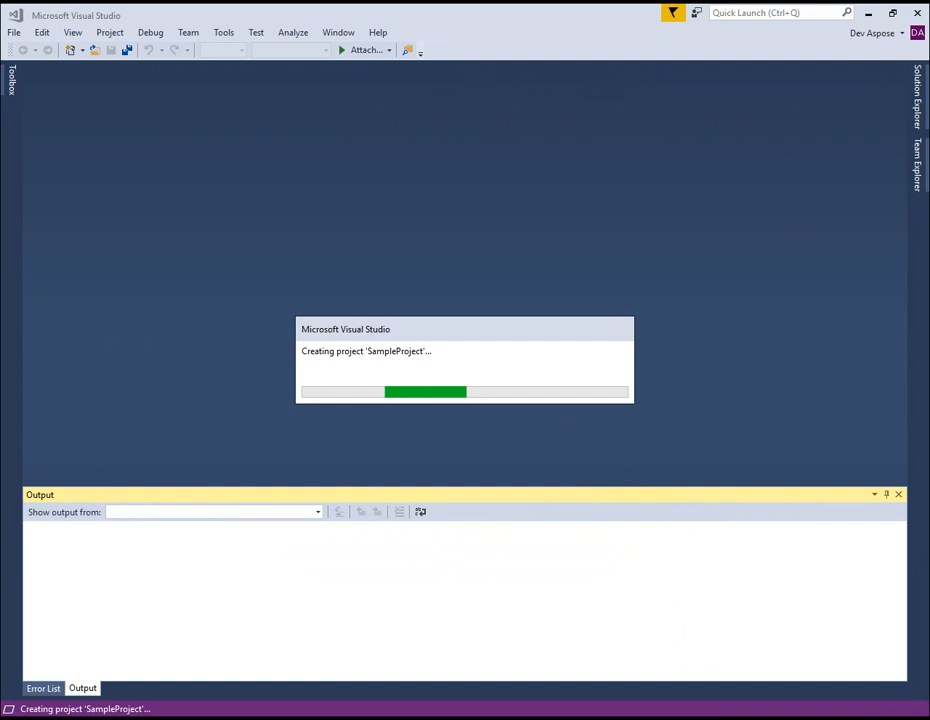 Microsoft Visual Studio
Quick Launch (Ctrl+Q)
File Edit View Project Debug Team Tools Test Analyze Window Help
Dev Aspose DA
Attach...
Toolbox
Solution Explorer
Team Explorer
Microsoft Visual Studio
Creating project 'SampleProject'...
Output
Show output from:
Error List Output
Creating project 'SampleProject'...